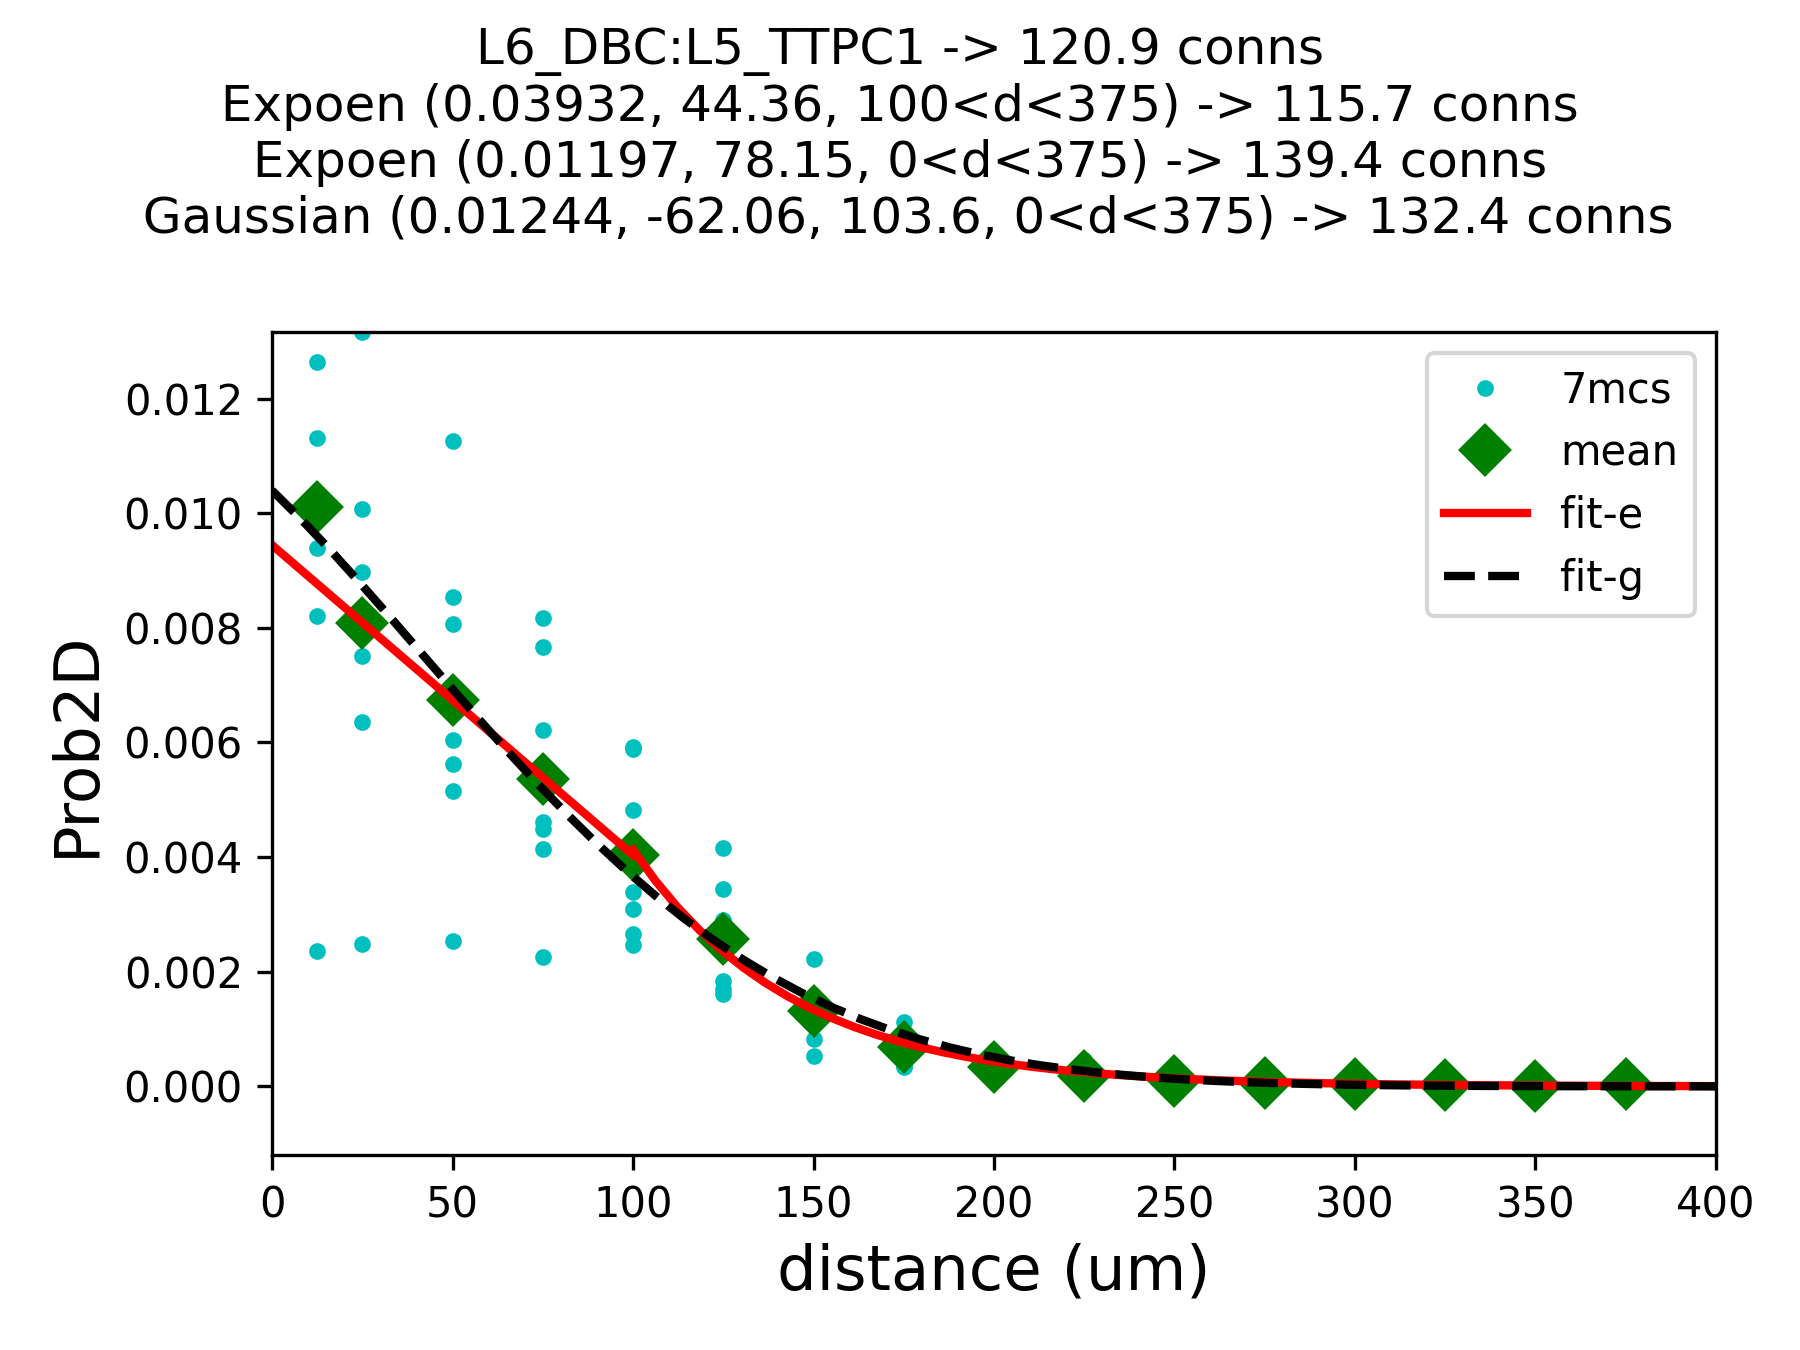 L6_DBC:L5_TTPC1 -> 120.9 conns
Expoen (0.03932, 44.36, 100<d<375) -> 115.7 conns
Expoen (0.01197, 78.15, 0<d<375) -> 139.4 conns
Gaussian (0.01244, -62.06, 103.6, 0<d<375) -> 132.4 conns
7mcs
mean
fit-e
fit-g
0.012
0.010
0.008
0.006
0.004
0.002
0.000
Prob2D
0 50 100 150 200 250 300 350 400
distance (um)